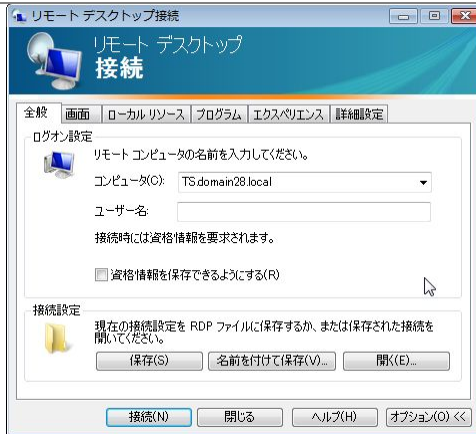 リモート デスクトップ接続
リモート デスクトップ
接続
全般 画面 ローカル リソース プログラム エクスペリエンス 詳細設定
ログオン設定
リモート コンピュータの名前を入力してください。
コンピュータ(C): TS.domain28.local
ユーザー名:
接続時には資格情報を要求されます。
資格情報を保存できるようにする(R)
接続設定
現在の接続設定を RDP ファイルに保存するか、または保存された接続を
開いてください。
保存(S) 名前を付けて保存(V)... 開く(E)...
接続(N) 閉じる ヘルプ(H) オプション(O) <<